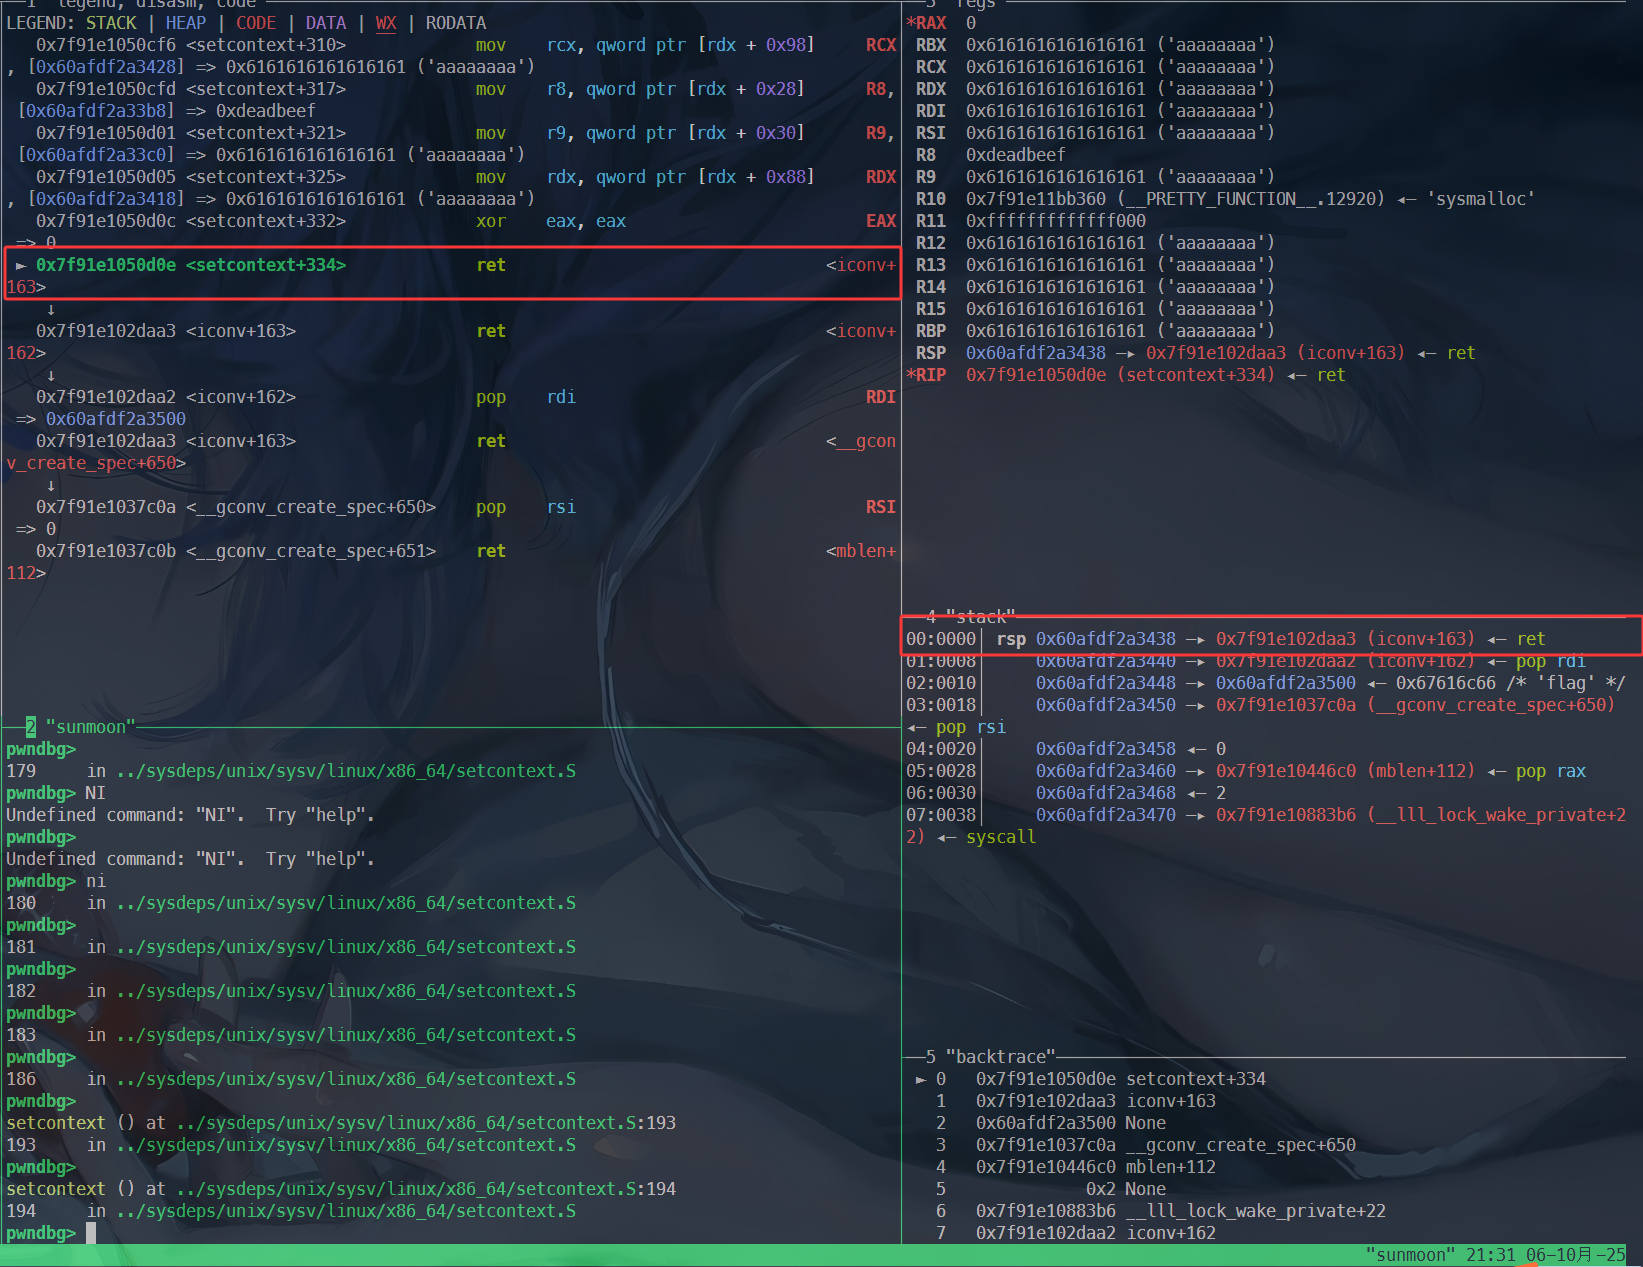 1 "legend, disasm, code"
LEGEND: STACK | HEAP | CODE | DATA | WX | RODATA
0x7f91e1050cf6 <setcontext+310> mov rcx, qword ptr [rdx + 0x98] RCX
, [0x60afdf2a3428] => 0x6161616161616161 ('aaaaaaaa')
0x7f91e1050cfd <setcontext+317> mov r8, qword ptr [rdx + 0x28] R8,
[0x60afdf2a33b8] => 0xdeadbeef
0x7f91e1050d01 <setcontext+321> mov r9, qword ptr [rdx + 0x30] R9,
[0x60afdf2a33c0] => 0x6161616161616161 ('aaaaaaaa')
0x7f91e1050d05 <setcontext+325> mov rdx, qword ptr [rdx + 0x88] RDX
, [0x60afdf2a3418] => 0x6161616161616161 ('aaaaaaaa')
0x7f91e1050d0c <setcontext+332> xor eax, eax EAX
=> 0
► 0x7f91e1050d0e <setcontext+334> ret <iconv+
163>
↓
0x7f91e102daa3 <iconv+163> ret <iconv+
162>
↓
0x7f91e102daa2 <iconv+162> pop rdi RDI
=> 0x60afdf2a3500
0x7f91e102daa3 <iconv+163> ret <__gcon
v_create_spec+650>
↓
0x7f91e1037c0a <__gconv_create_spec+650> pop rsi RSI
=> 0
0x7f91e1037c0b <__gconv_create_spec+651> ret <mblen+
112>
2 "sunmoon"
pwndbg>
179 in ../sysdeps/unix/sysv/linux/x86_64/setcontext.S
pwndbg> NI
Undefined command: "NI". Try "help".
pwndbg>
Undefined command: "NI". Try "help".
pwndbg> ni
180 in ../sysdeps/unix/sysv/linux/x86_64/setcontext.S
pwndbg>
181 in ../sysdeps/unix/sysv/linux/x86_64/setcontext.S
pwndbg>
182 in ../sysdeps/unix/sysv/linux/x86_64/setcontext.S
pwndbg>
183 in ../sysdeps/unix/sysv/linux/x86_64/setcontext.S
pwndbg>
186 in ../sysdeps/unix/sysv/linux/x86_64/setcontext.S
pwndbg>
setcontext () at ../sysdeps/unix/sysv/linux/x86_64/setcontext.S:193
193 in ../sysdeps/unix/sysv/linux/x86_64/setcontext.S
pwndbg>
setcontext () at ../sysdeps/unix/sysv/linux/x86_64/setcontext.S:194
194 in ../sysdeps/unix/sysv/linux/x86_64/setcontext.S
pwndbg>
3 "regs"
*RAX 0
RBX 0x6161616161616161 ('aaaaaaaa')
RCX 0x6161616161616161 ('aaaaaaaa')
RDX 0x6161616161616161 ('aaaaaaaa')
RDI 0x6161616161616161 ('aaaaaaaa')
RSI 0x6161616161616161 ('aaaaaaaa')
R8 0xdeadbeef
R9 0x6161616161616161 ('aaaaaaaa')
R10 0x7f91e11bb360 (__PRETTY_FUNCTION__.12920) ◂— 'sysmalloc'
R11 0xfffffffffffff000
R12 0x6161616161616161 ('aaaaaaaa')
R13 0x6161616161616161 ('aaaaaaaa')
R14 0x6161616161616161 ('aaaaaaaa')
R15 0x6161616161616161 ('aaaaaaaa')
RBP 0x6161616161616161 ('aaaaaaaa')
RSP 0x60afdf2a3438 —▸ 0x7f91e102daa3 (iconv+163) ◂— ret
*RIP 0x7f91e1050d0e (setcontext+334) ◂— ret
4 "stack"
00:0000│ rsp 0x60afdf2a3438 —▸ 0x7f91e102daa3 (iconv+163) ◂— ret
01:0008│ 0x60afdf2a3440 —▸ 0x7f91e102daa2 (iconv+162) ◂— pop rdi
02:0010│ 0x60afdf2a3448 —▸ 0x60afdf2a3500 ◂— 0x67616c66 /* 'flag' */
03:0018│ 0x60afdf2a3450 —▸ 0x7f91e1037c0a (__gconv_create_spec+650)
◂— pop rsi
04:0020│ 0x60afdf2a3458 ◂— 0
05:0028│ 0x60afdf2a3460 —▸ 0x7f91e10446c0 (mblen+112) ◂— pop rax
06:0030│ 0x60afdf2a3468 ◂— 2
07:0038│ 0x60afdf2a3470 —▸ 0x7f91e10883b6 (__lll_lock_wake_private+2
2) ◂— syscall
5 "backtrace"
► 0 0x7f91e1050d0e setcontext+334
1 0x7f91e102daa3 iconv+163
2 0x60afdf2a3500 None
3 0x7f91e1037c0a __gconv_create_spec+650
4 0x7f91e10446c0 mblen+112
5 0x2 None
6 0x7f91e10883b6 __lll_lock_wake_private+22
7 0x7f91e102daa2 iconv+162
"sunmoon" 21:31 06-10月-25